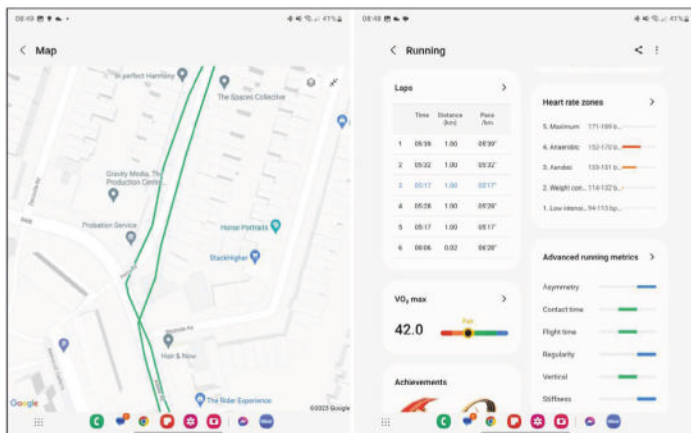 08:49
41%
Map
In perfect Harmony
The Spaces Collective
Gravity Media, The
Production Centr...
Probation Service
Horse Portraits
StackHigher
Hair & Now
The Rider Experience
Google
©2023 Google
08:48
41%
Running
Laps
Time Distance Pace
(km) /km
1 05'39 1.00 05'39"
2 05'32 1.00 05'32"
3 05'17 1.00 05'17"
4 05'28 1.00 05'28"
5 05'17 1.00 05'17"
6 00:06 0.02 06'28"
VO₂ max
Fair
42.0
Achievements
Heart rate zones
5. Maximum 171-189 b...
4. Anaerobic 152-170 b...
3. Aerobic 133-151 b...
2. Weight con... 114-132 b...
1. Low intensi... 94-113 bp...
Advanced running metrics
Asymmetry
Contact time
Flight time
Regularity
Vertical
Stiffness